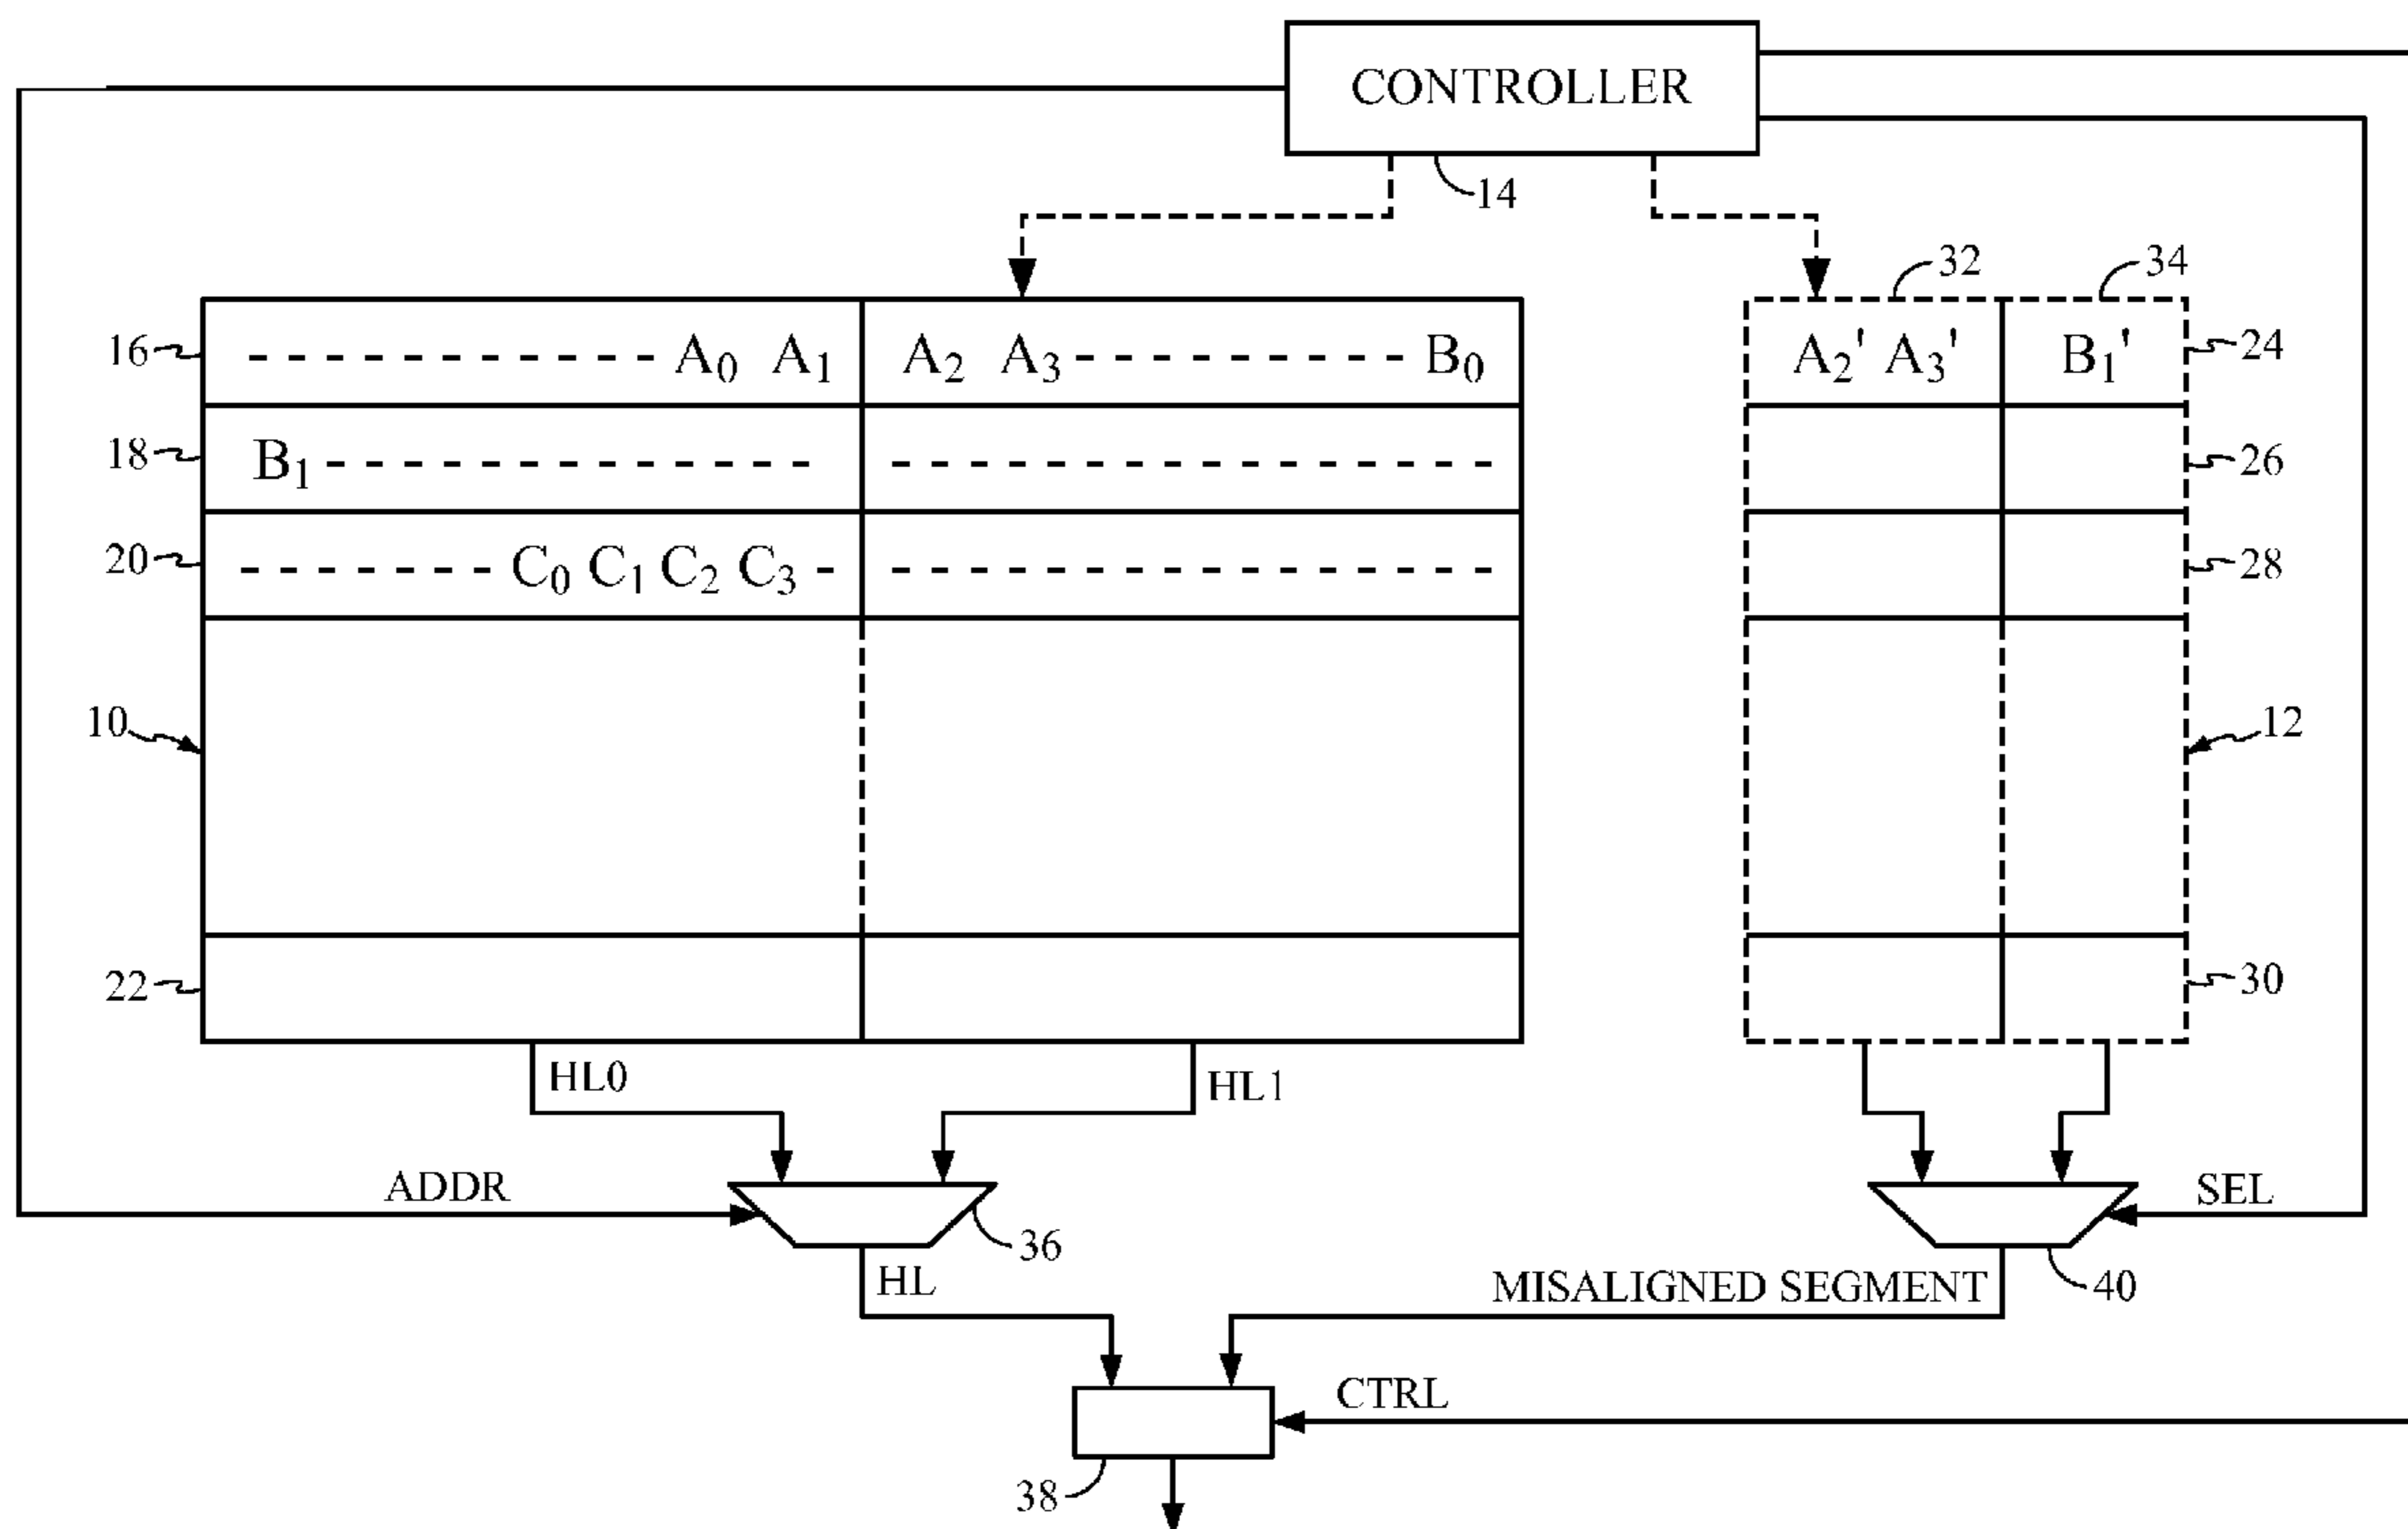 CONTROLLER
14
32
34
16
A₀ A₁
A₂ A₃
B₀
A₂' A₃'
B₁'
24
18
B₁
26
20
C₀ C₁ C₂ C₃
28
10
12
22
30
HL0
HL1
ADDR
SEL
36
HL
MISALIGNED SEGMENT
40
CTRL
38